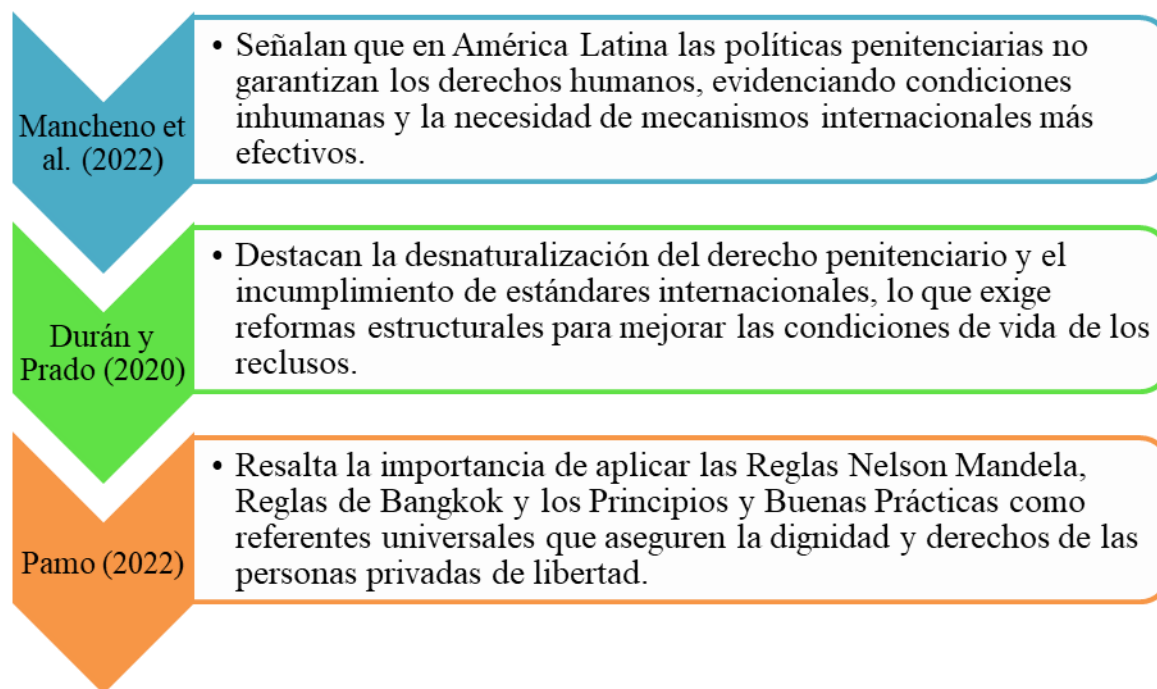 Mancheno et
al. (2022)
• Señalan que en América Latina las políticas penitenciarias no
garantizan los derechos humanos, evidenciando condiciones
inhumanas y la necesidad de mecanismos internacionales más
efectivos.
Durán y
Prado (2020)
• Destacan la desnaturalización del derecho penitenciario y el
incumplimiento de estándares internacionales, lo que exige
reformas estructurales para mejorar las condiciones de vida de los
reclusos.
Pamo (2022)
• Resalta la importancia de aplicar las Reglas Nelson Mandela,
Reglas de Bangkok y los Principios y Buenas Prácticas como
referentes universales que aseguren la dignidad y derechos de las
personas privadas de libertad.